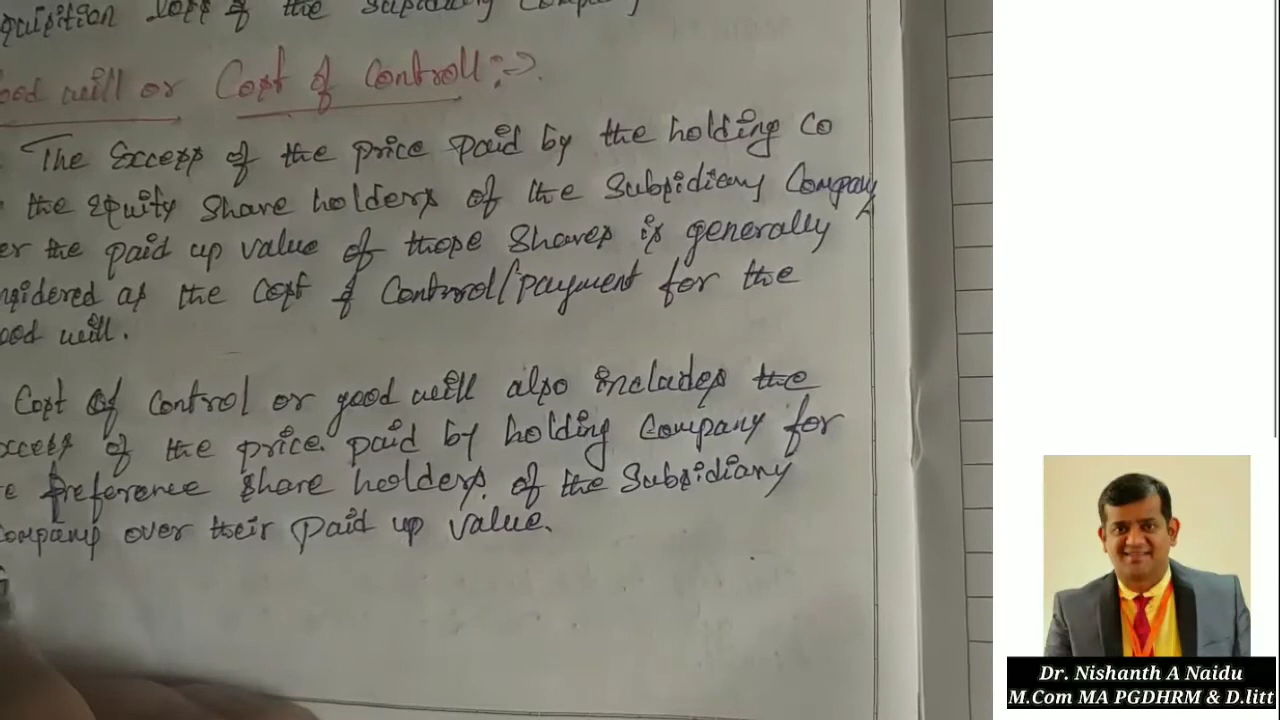 quisition loss of the Subsidiary Company
ood will or Cost of Controll :->.
The Excess of the price paid by the holding Co
the equity Share holders of the Subsidiary Company
er the paid up value of those Shares is generally
nsidered as the Cost of Control/payment for the
ood will.
Cost of control or good will also includes the
xcess of the price paid by holding Company for
e preference share holders. of the Subsidiary
ompany over their paid up value.
Dr. Nishanth A Naidu
M.Com MA PGDHRM & D.litt